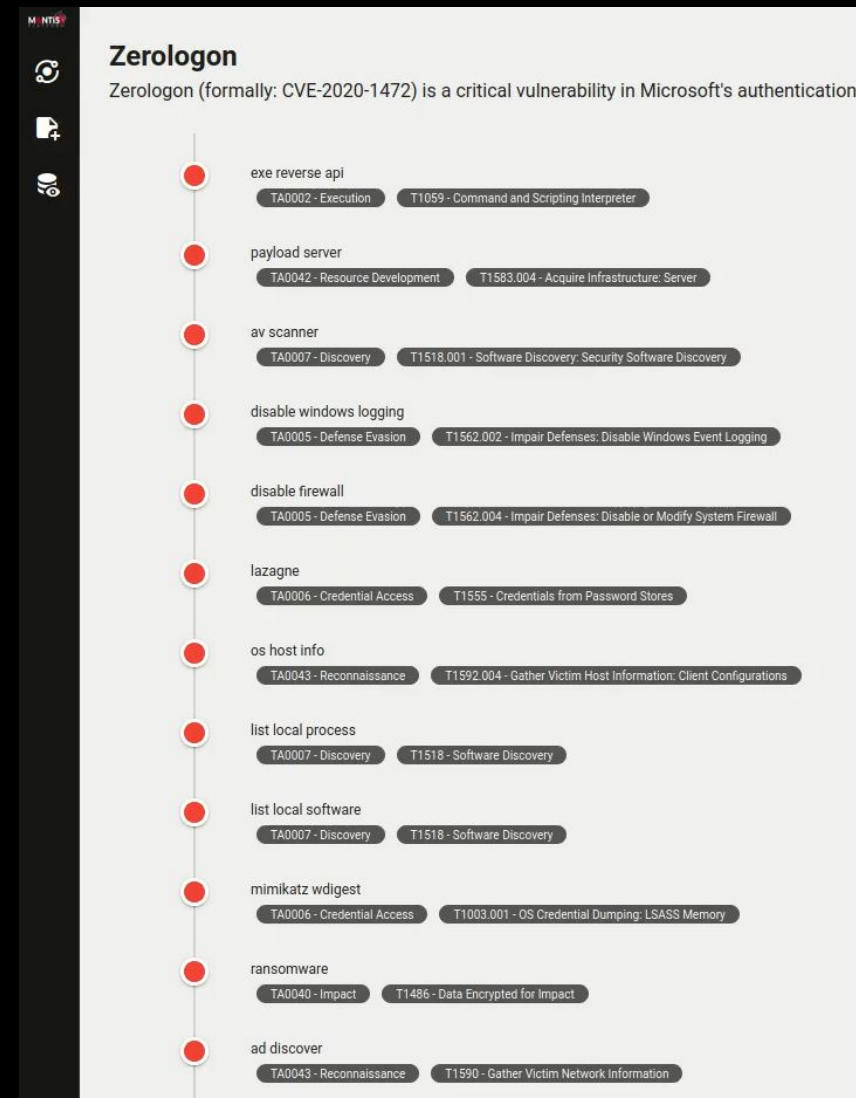 MANTIS
Zerologon
Zerologon (formally: CVE-2020-1472) is a critical vulnerability in Microsoft's authentication
exe reverse api
TA0002 - Execution T1059 - Command and Scripting Interpreter
payload server
TA0042 - Resource Development T1583.004 - Acquire Infrastructure: Server
av scanner
TA0007 - Discovery T1518.001 - Software Discovery: Security Software Discovery
disable windows logging
TA0005 - Defense Evasion T1562.002 - Impair Defenses: Disable Windows Event Logging
disable firewall
TA0005 - Defense Evasion T1562.004 - Impair Defenses: Disable or Modify System Firewall
lazagne
TA0006 - Credential Access T1555 - Credentials from Password Stores
os host info
TA0043 - Reconnaissance T1592.004 - Gather Victim Host Information: Client Configurations
list local process
TA0007 - Discovery T1518 - Software Discovery
list local software
TA0007 - Discovery T1518 - Software Discovery
mimikatz wdigest
TA0006 - Credential Access T1003.001 - OS Credential Dumping: LSASS Memory
ransomware
TA0040 - Impact T1486 - Data Encrypted for Impact
ad discover
TA0043 - Reconnaissance T1590 - Gather Victim Network Information